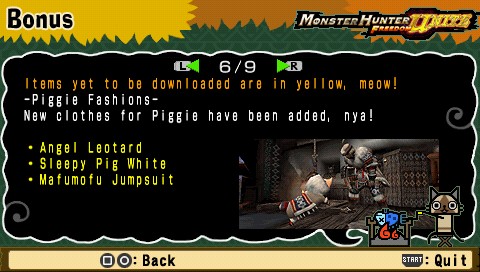 Bonus
MONSTER HUNTER
FREEDOM UNITE
L 6/9 R
Items yet to be downloaded are in yellow, meow!
-Piggie Fashions-
New clothes for Piggie have been added, nya!
・Angel Leotard
・Sleepy Pig White
・Mafumofu Jumpsuit
□○: Back
START: Quit